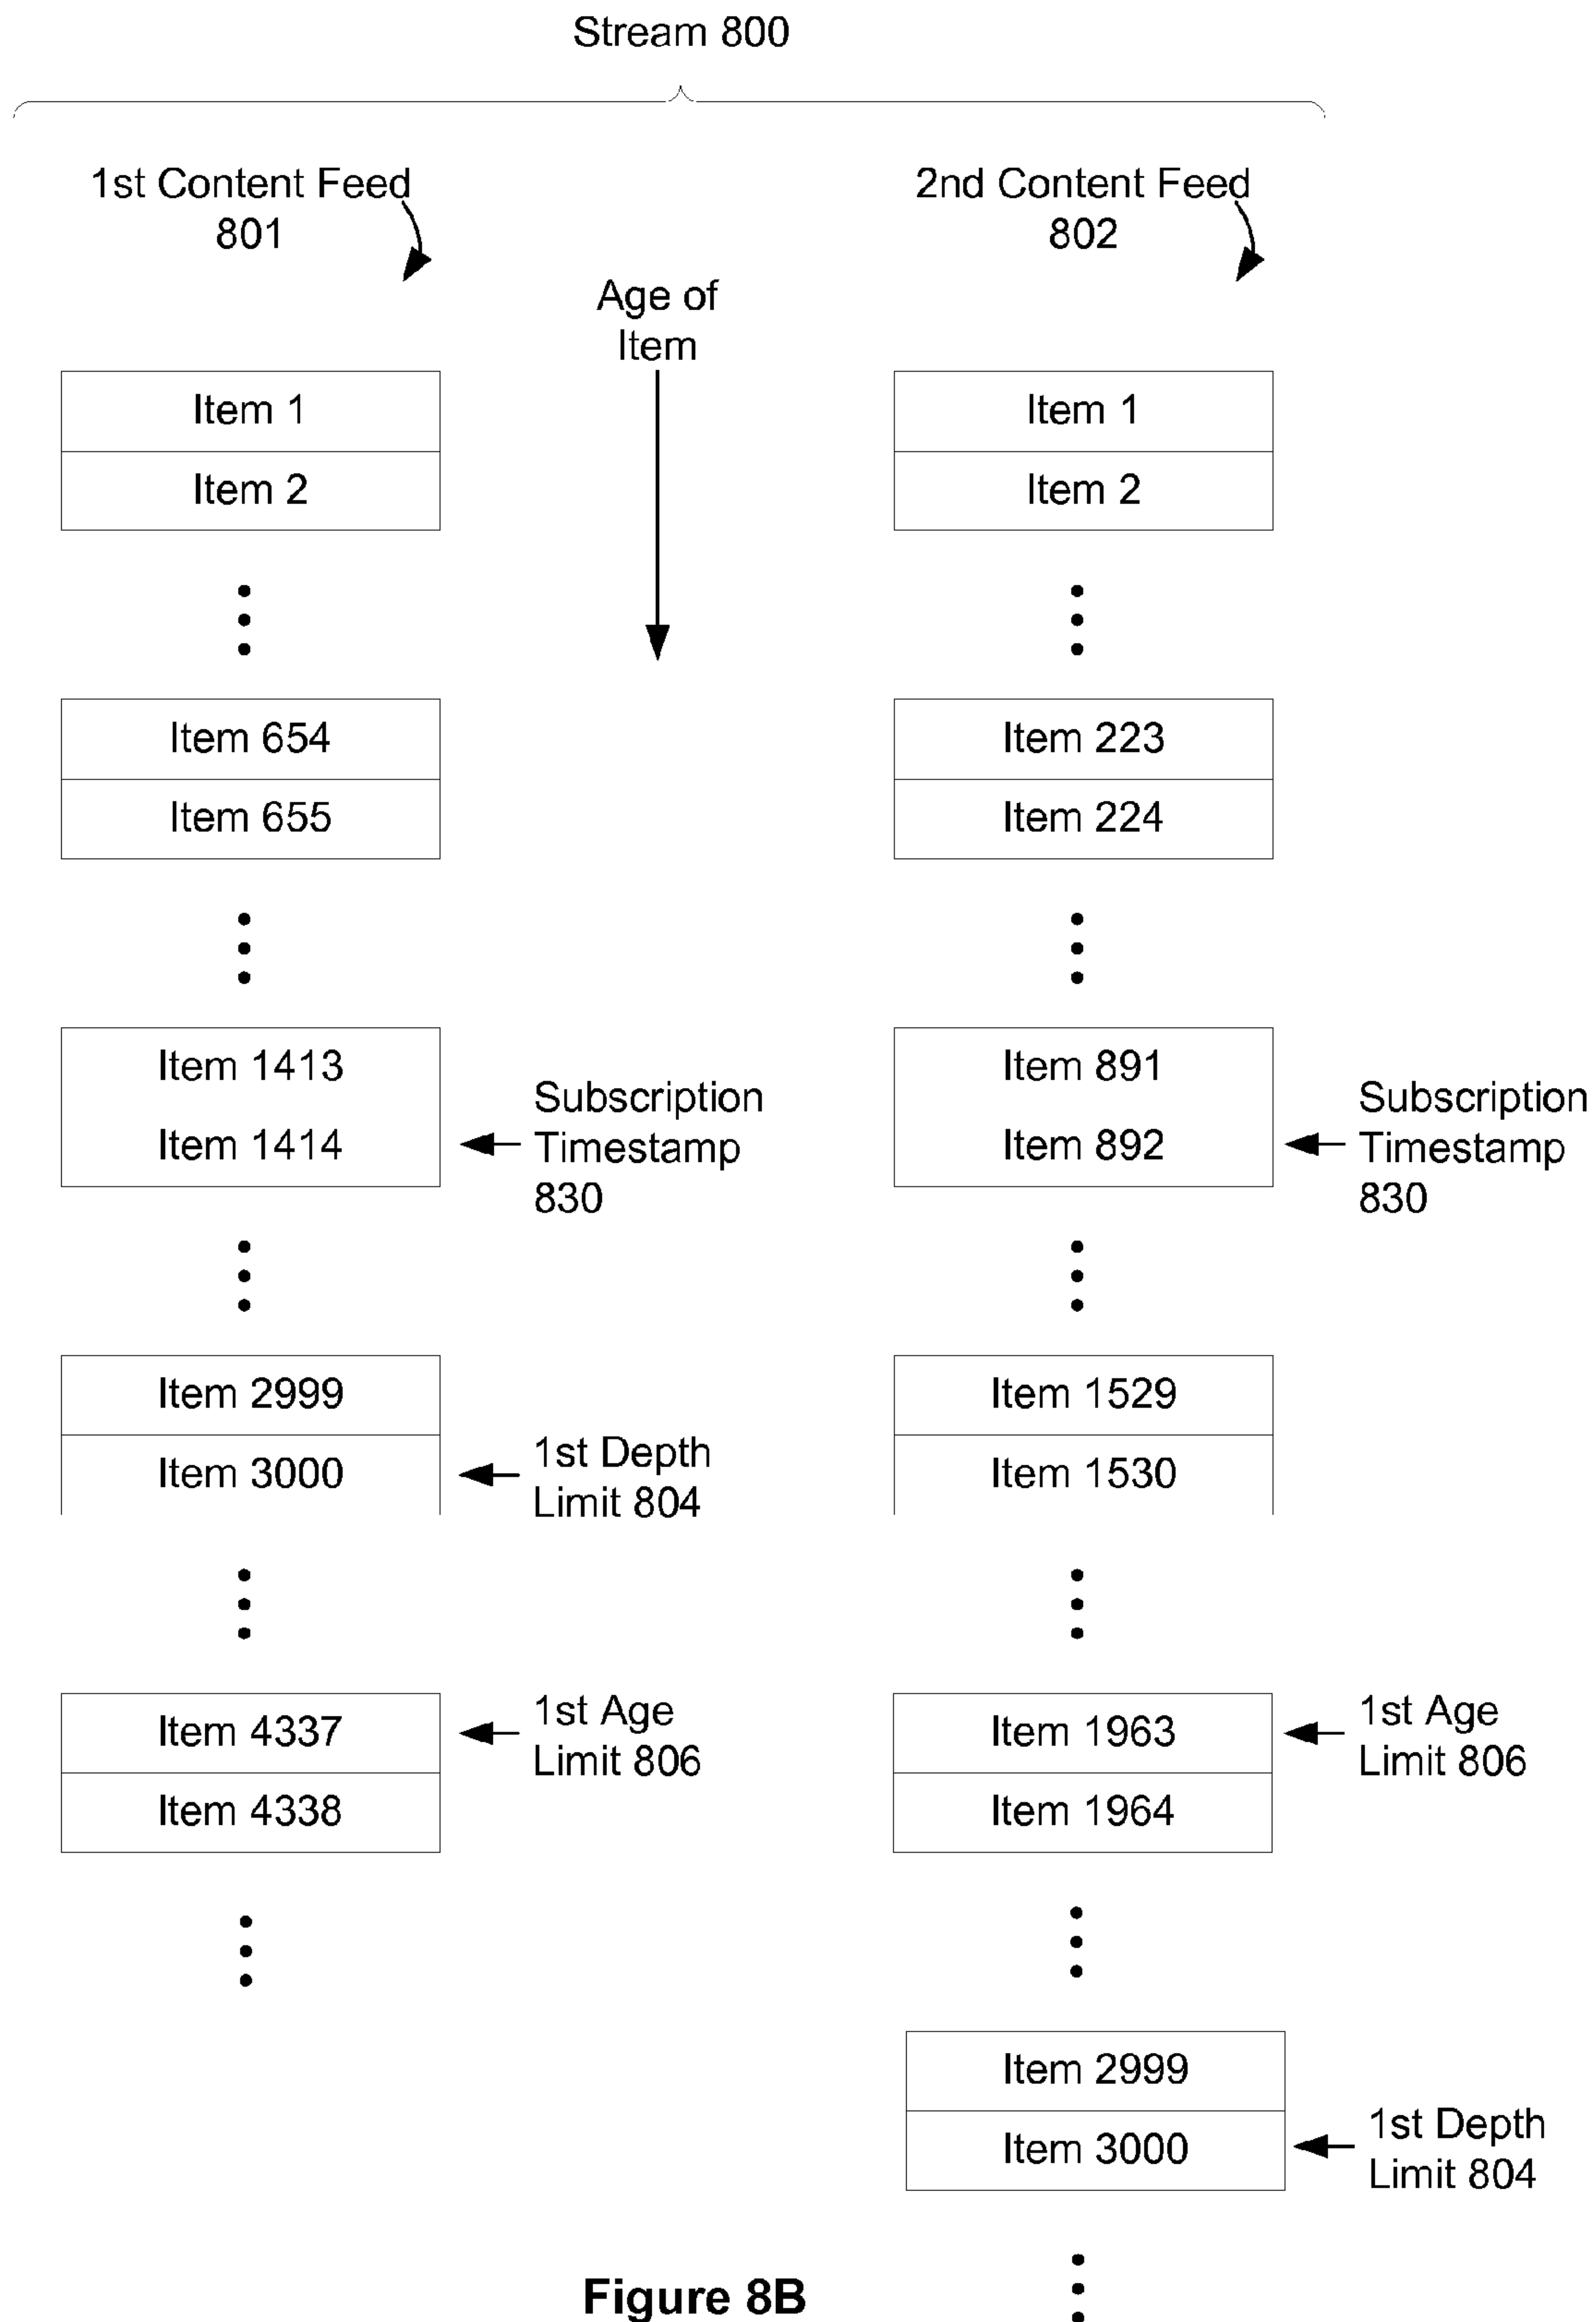 Stream 800
1st Content Feed
801
2nd Content Feed
802
Age of
Item
Item 1
Item 2
Item 1
Item 2
Item 654
Item 655
Item 223
Item 224
Item 1413
Item 1414
Subscription
Timestamp
830
Item 891
Item 892
Subscription
Timestamp
830
Item 2999
Item 3000
1st Depth
Limit 804
Item 1529
Item 1530
Item 4337
Item 4338
1st Age
Limit 806
Item 1963
Item 1964
1st Age
Limit 806
Item 2999
Item 3000
1st Depth
Limit 804
Figure 8B